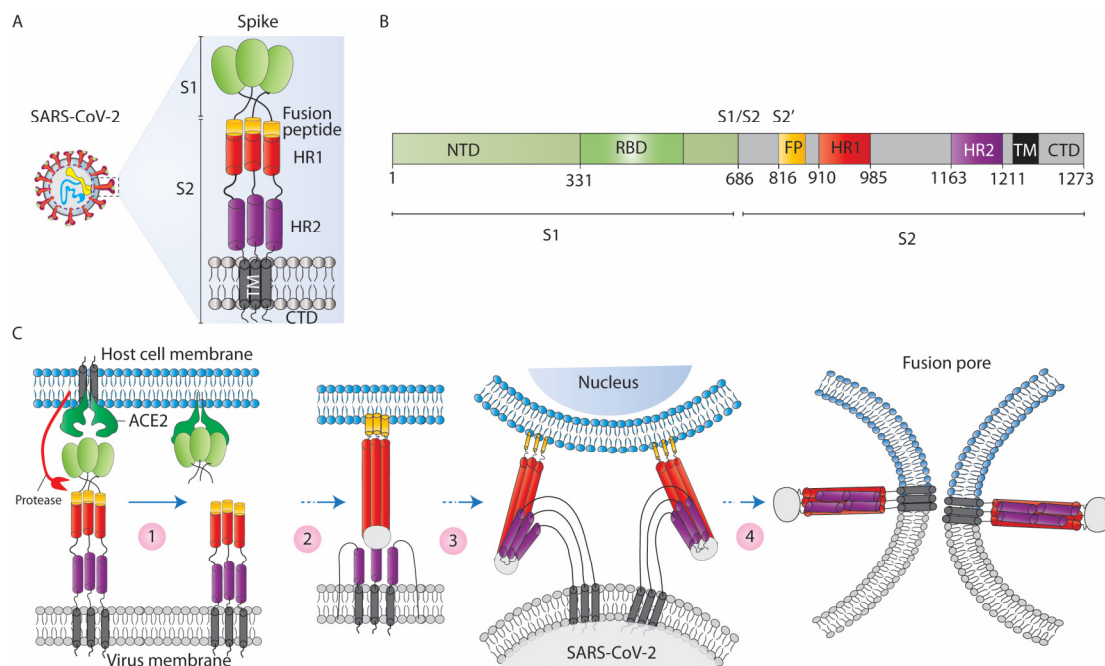 A
Spike
S1
SARS-CoV-2
Fusion
peptide
HR1
S2
HR2
TM
CTD
B
S1/S2 S2′
NTD RBD FP HR1 HR2 TM CTD
1 331 686 816 910 985 1163 1211 1273
S1 S2
C
Host cell membrane
ACE2
Protease
1
Virus membrane
2
3
Nucleus
SARS-CoV-2
4
Fusion pore